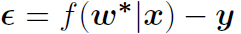 ϵ = f(w*|x) − y